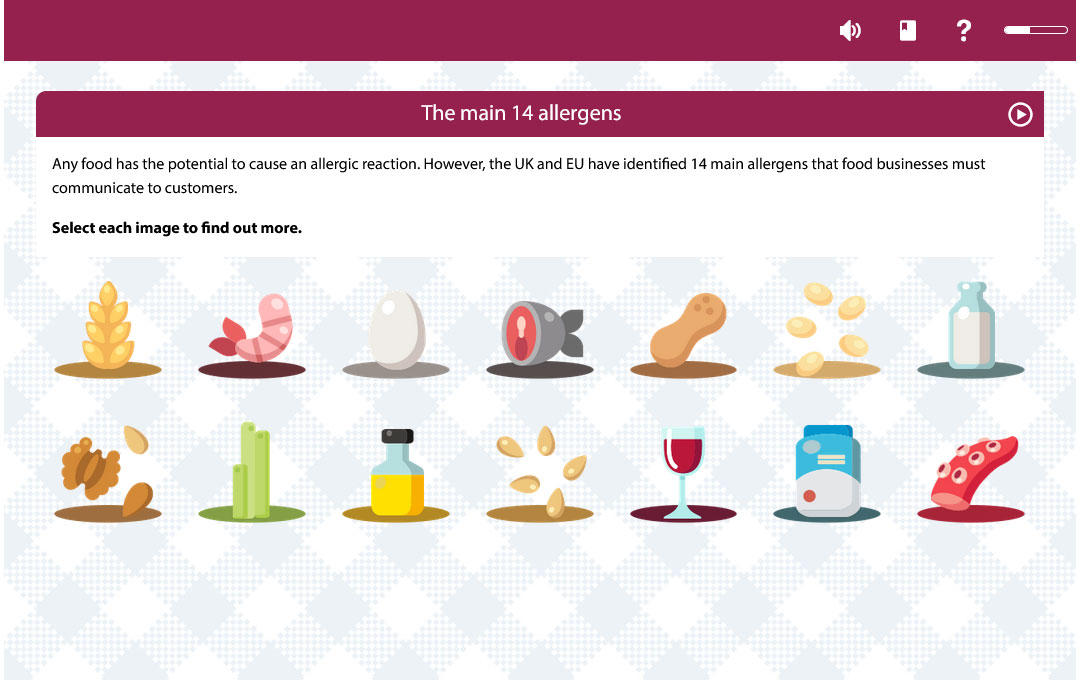 The main 14 allergens
Any food has the potential to cause an allergic reaction. However, the UK and EU have identified 14 main allergens that food businesses must
communicate to customers.
Select each image to find out more.